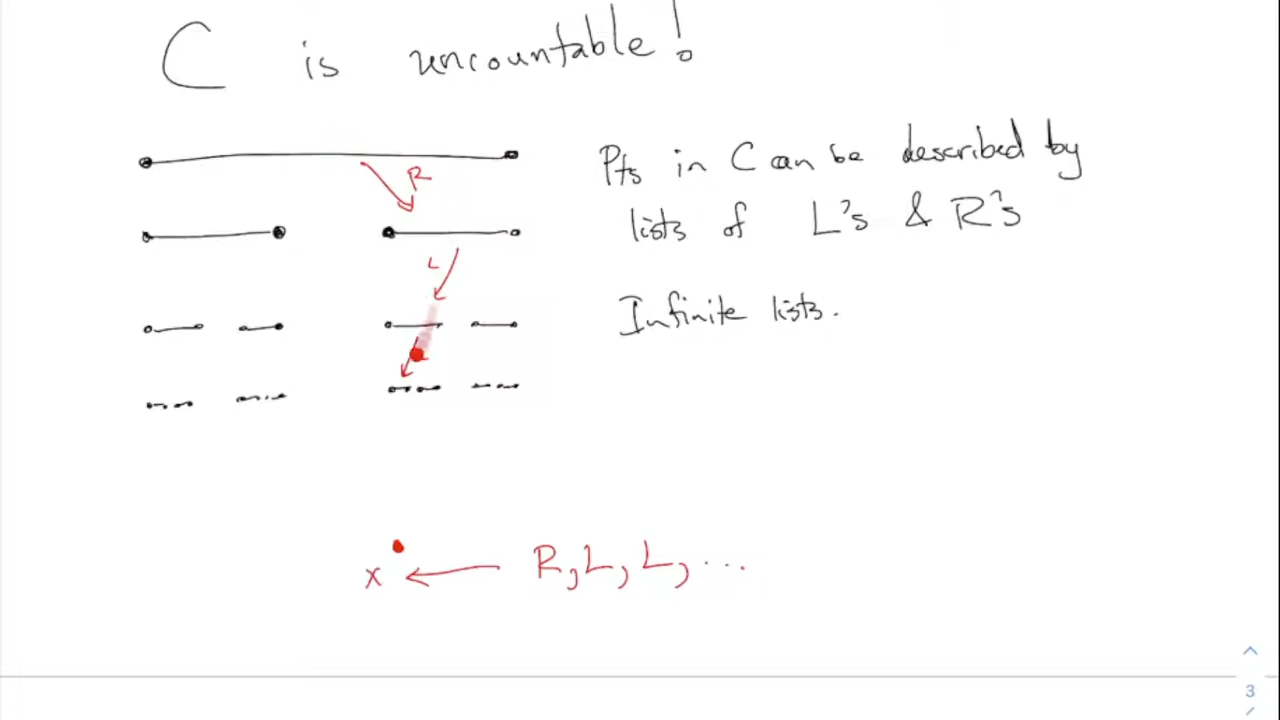 C is uncountable!
Pts in C can be described by
lists of L's & R's
Infinite lists.
R
L
L
x ← R, L, L, ...
3